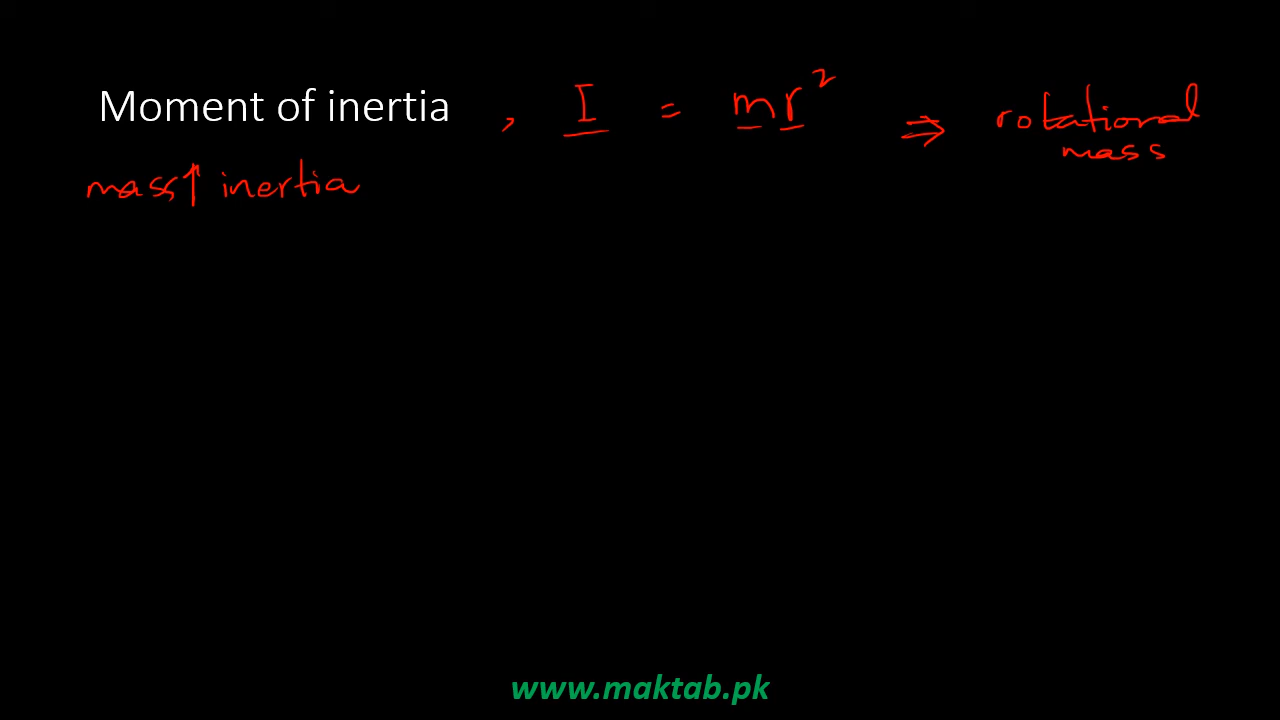 Moment of inertia , I = mr² ⇒ rotational
mass
mass↑ inertia
www.maktab.pk